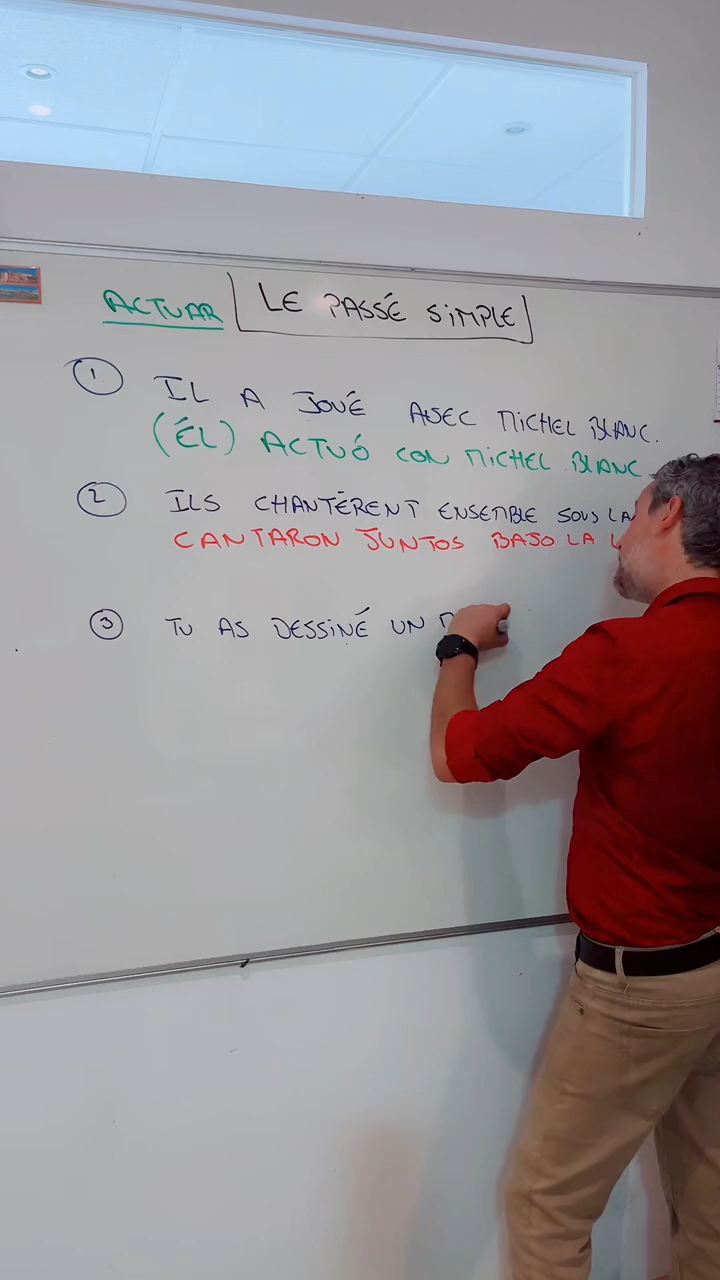 ACTUAR LE PASSÉ SIMPLE
1 IL A JOUÉ AVEC MICHEL BLANC.
(ÉL) ACTUÓ CON MICHEL BLANC
2 ILS CHANTÈRENT ENSEMBLE SOUS LA
CANTARON JUNTOS BAJO LA
3 TU AS DESSINÉ UN